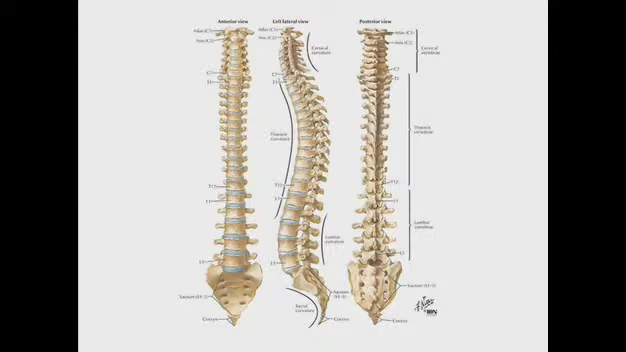 Anterior view
Atlas (C1)
Axis (C2)
C7
T1
T12
L1
L5
Sacrum (S1-5)
Coccyx
Left lateral view
Atlas (C1)
Axis (C2)
Cervical
curvature
C7
T1
Thoracic
curvature
T12
L1
Lumbar
curvature
L5
Sacrum (S1-5)
Sacral
curvature
Coccyx
Posterior view
Atlas (C1)
Axis (C2)
Cervical
vertebrae
C7
T1
Thoracic
vertebrae
T12
L1
Lumbar
vertebrae
L5
Sacrum (S1-5)
Coccyx